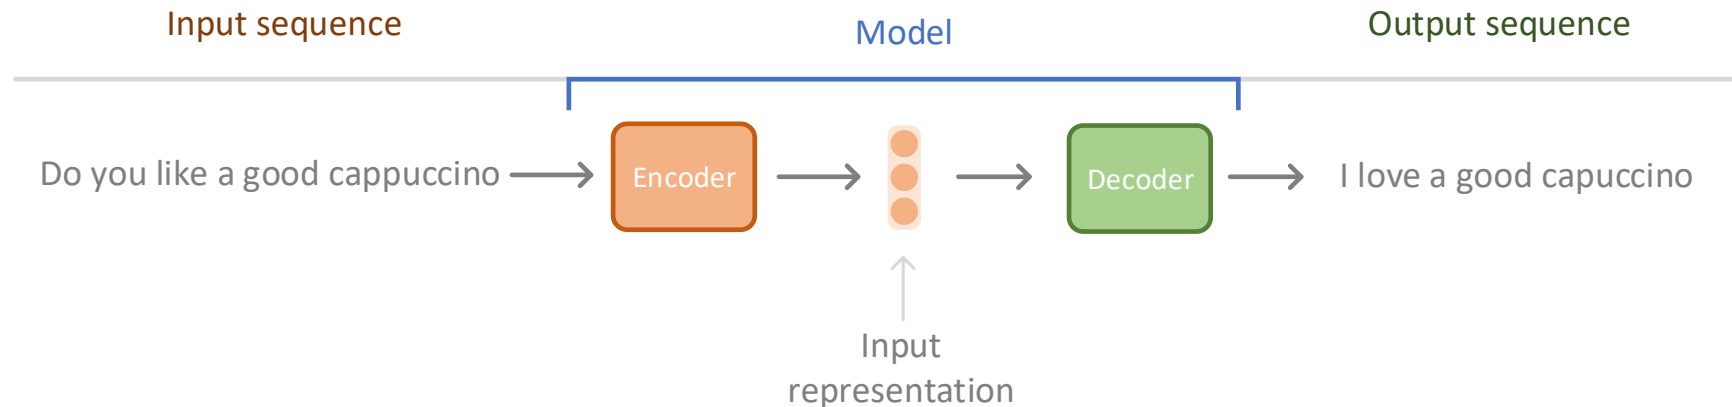 Input sequence
Model
Output sequence
Do you like a good cappuccino
Encoder
Decoder
I love a good capuccino
Input
representation